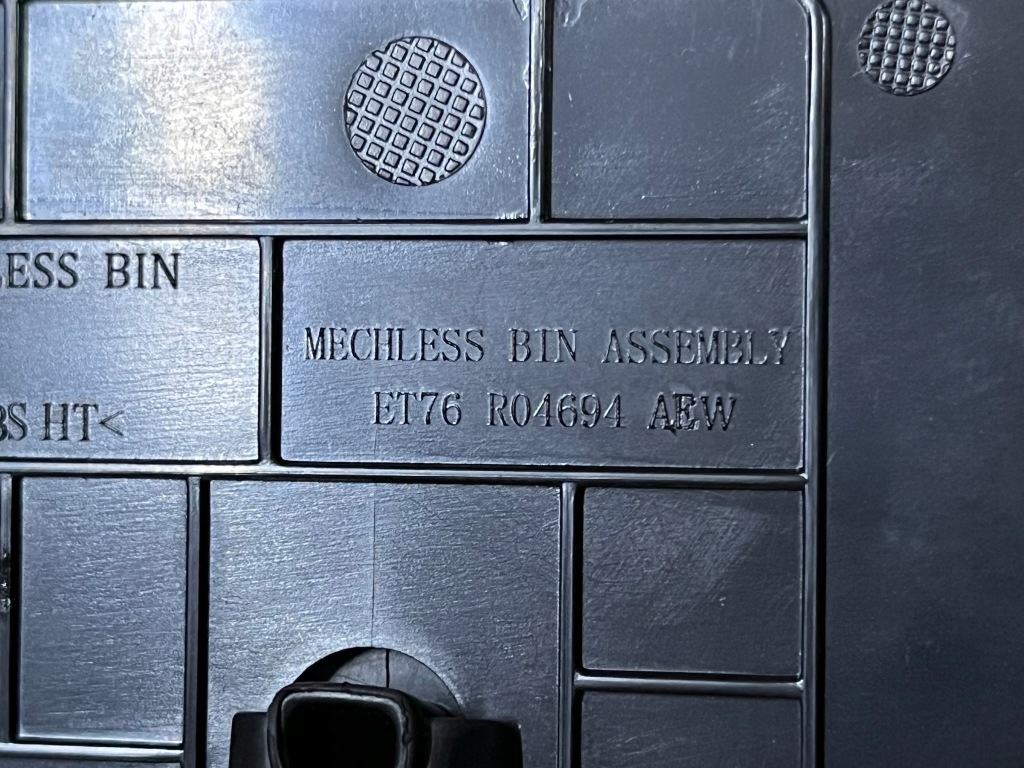 LESS BIN
MECHLESS BIN ASSEMBLY
ET76 R04694 AEW
BS HT<